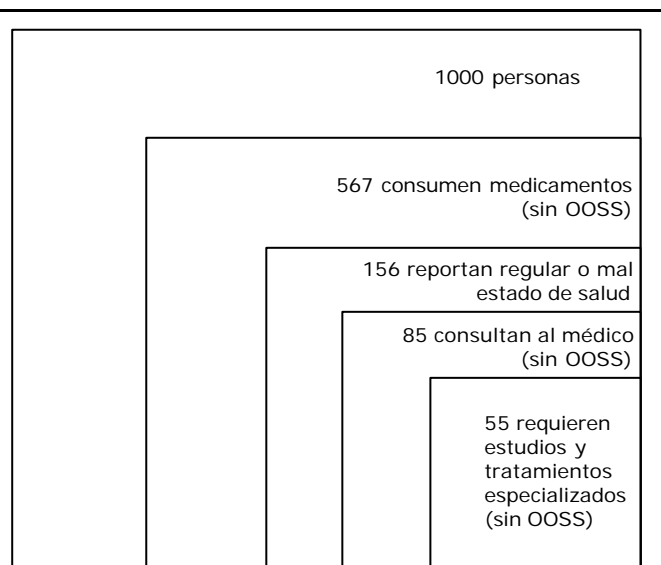 1000 personas
567 consumen medicamentos
(sin OOSS)
156 reportan regular o mal
estado de salud
85 consultan al médico
(sin OOSS)
55 requieren
estudios y
tratamientos
especializados
(sin OOSS)